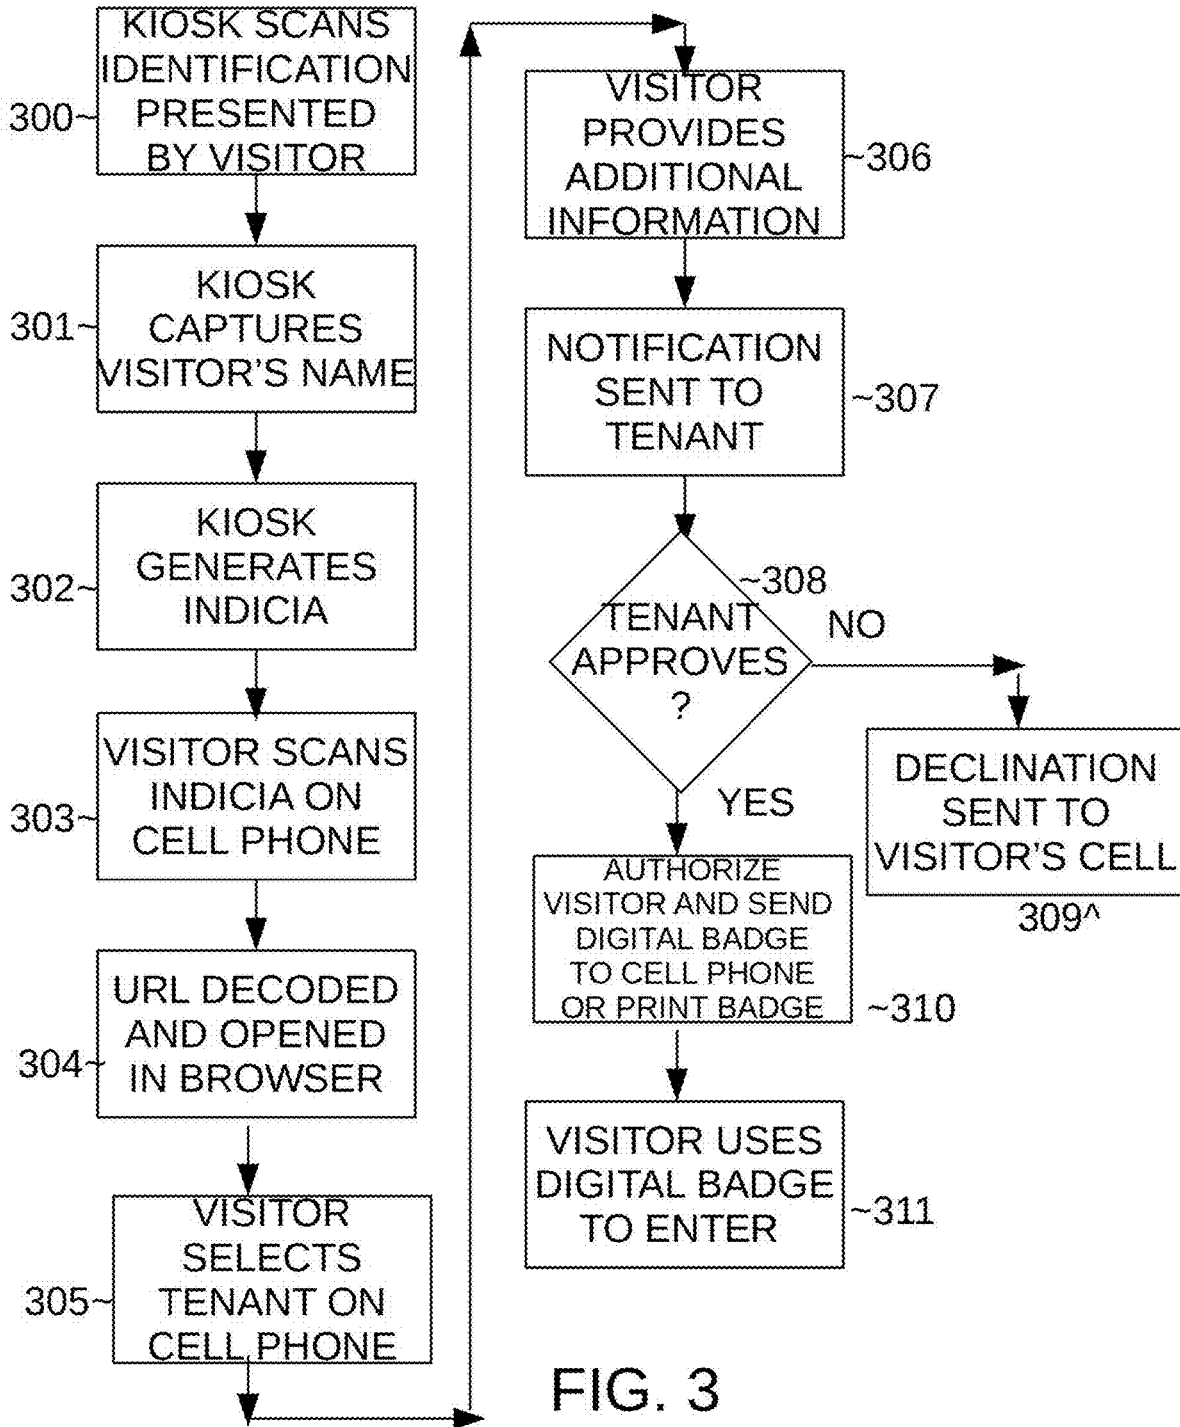 KIOSK SCANS
IDENTIFICATION
PRESENTED
BY VISITOR
300~
KIOSK
CAPTURES
VISITOR'S NAME
301~
KIOSK
GENERATES
INDICIA
302~
VISITOR SCANS
INDICIA ON
CELL PHONE
303~
URL DECODED
AND OPENED
IN BROWSER
304~
VISITOR
SELECTS
TENANT ON
CELL PHONE
305~
VISITOR
PROVIDES
ADDITIONAL
INFORMATION
~306
NOTIFICATION
SENT TO
TENANT
~307
~308
TENANT
APPROVES
?
NO
YES
DECLINATION
SENT TO
VISITOR'S CELL
309^
AUTHORIZE
VISITOR AND SEND
DIGITAL BADGE
TO CELL PHONE
OR PRINT BADGE
~310
VISITOR USES
DIGITAL BADGE
TO ENTER
~311
FIG. 3